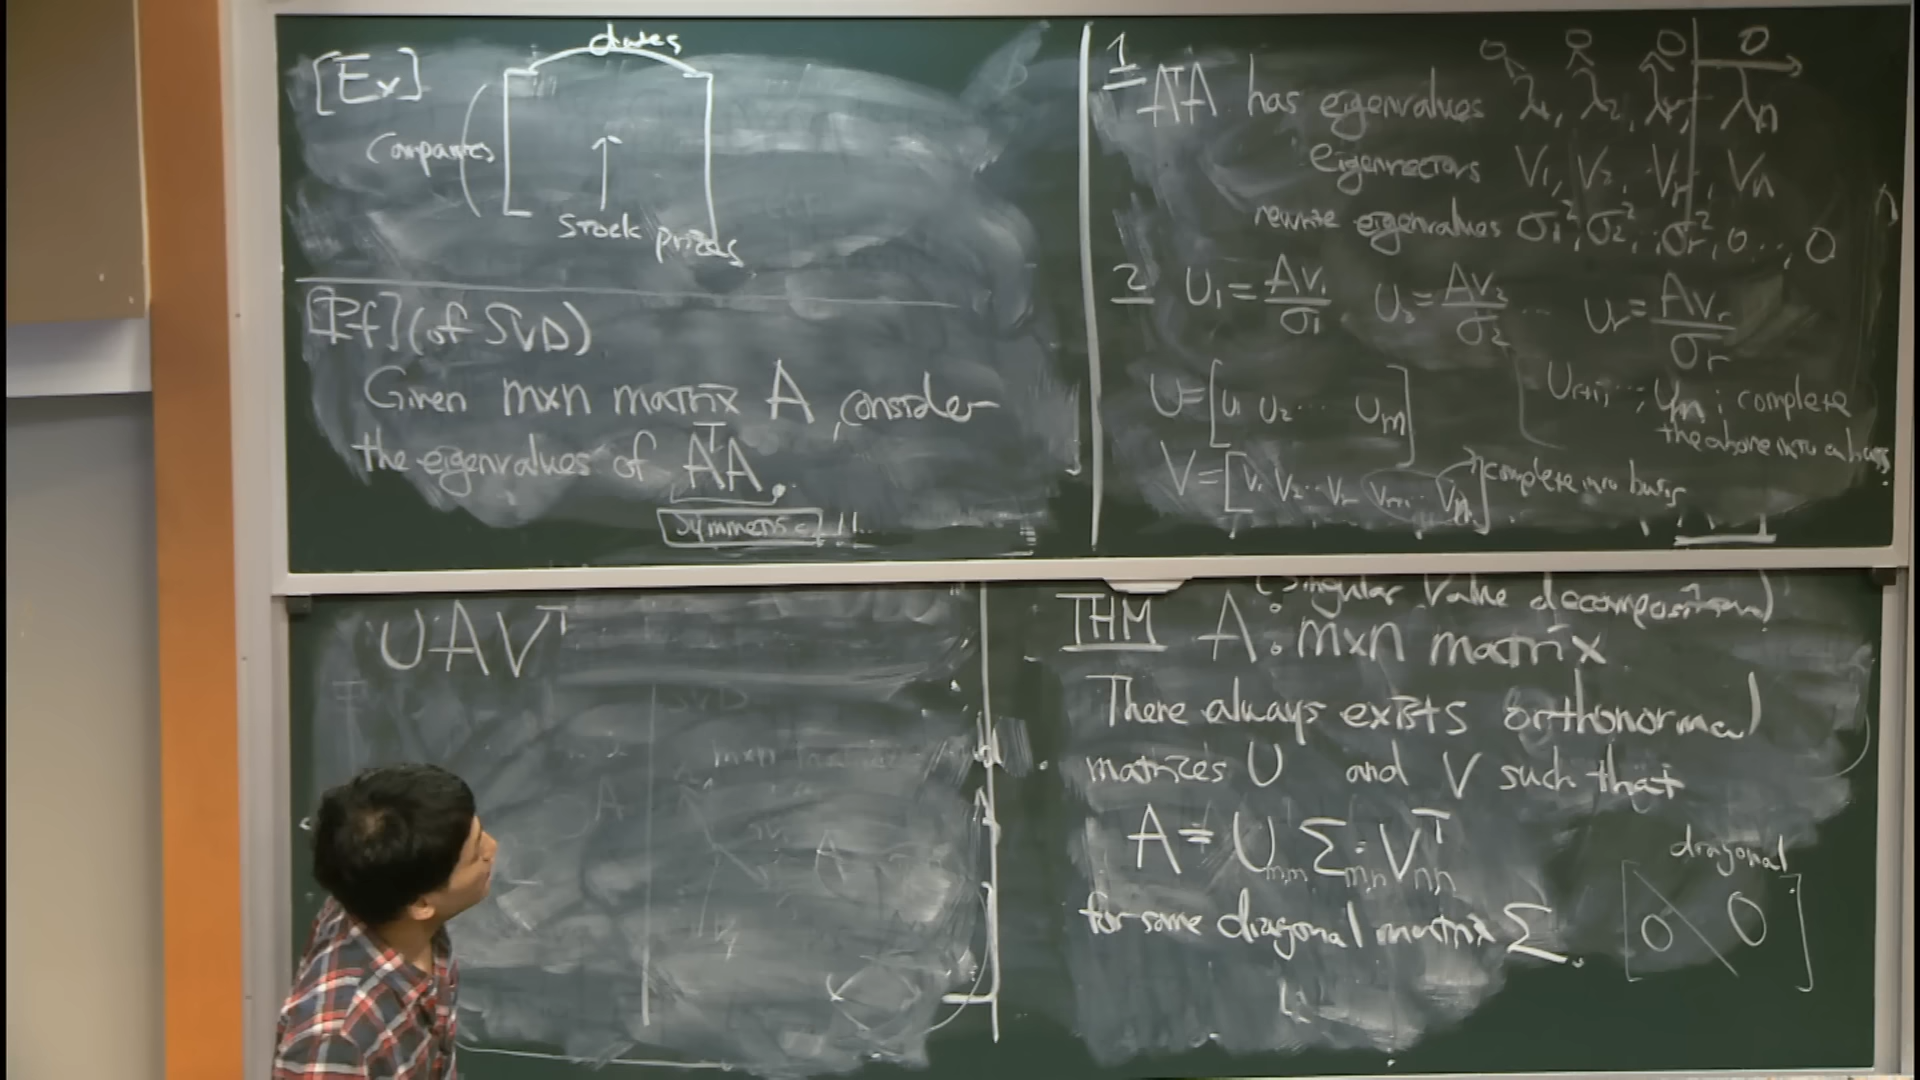 [Ex]
dates
Companies
Stock prices
[Pf] (of SVD)
Given m×n matrix A, consider
the eigenvalues of AᵀA.
Symmetric!!
1 AᵀA has eigenvalues λ₁, λ₂, λᵣ, λₙ
0
eigenvectors V₁, V₂, Vᵣ, Vₙ
rewrite eigenvalues σ₁², σ₂², .., σᵣ², 0 ..., 0
2 U₁ = AV₁/σ₁, U₂ = AV₂/σ₂ ... Uᵣ = AVᵣ/σᵣ
Uᵣ₊₁, ..., Uₘ ; complete
the above into a basis
U = [U₁ U₂ ... Uₘ]
V = [V₁ V₂ ... Vᵣ Vᵣ₊₁ ... Vₙ] complete into basis
UAVᵀ
(Singular Value decomposition)
THM A : m×n matrix
There always exists orthonormal
matrices U and V such that
A = U Σ Vᵀ
m,m m,n n,n
for some diagonal matrix Σ.
diagonal
[0 \ 0]